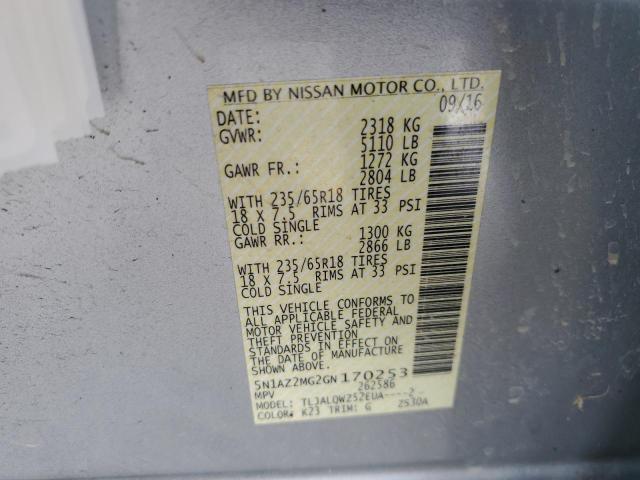 MFD BY NISSAN MOTOR CO., LTD.
DATE: 09/16
GVWR: 2318 KG
5110 LB
GAWR FR.: 1272 KG
2804 LB
WITH 235/65R18 TIRES
18 X 7.5 RIMS AT 33 PSI
COLD SINGLE
GAWR RR.: 1300 KG
2866 LB
WITH 235/65R18 TIRES
18 X 7.5 RIMS AT 33 PSI
COLD SINGLE
THIS VEHICLE CONFORMS TO
ALL APPLICABLE FEDERAL
MOTOR VEHICLE SAFETY AND
THEFT PREVENTION
STANDARDS IN EFFECT ON
THE DATE OF MANUFACTURE
SHOWN ABOVE.
5N1AZ2MG2GN170253
MPV 262586
MODEL: TLJALQWZ52EUA----2
COLOR: K23 TRIM: G Z530A